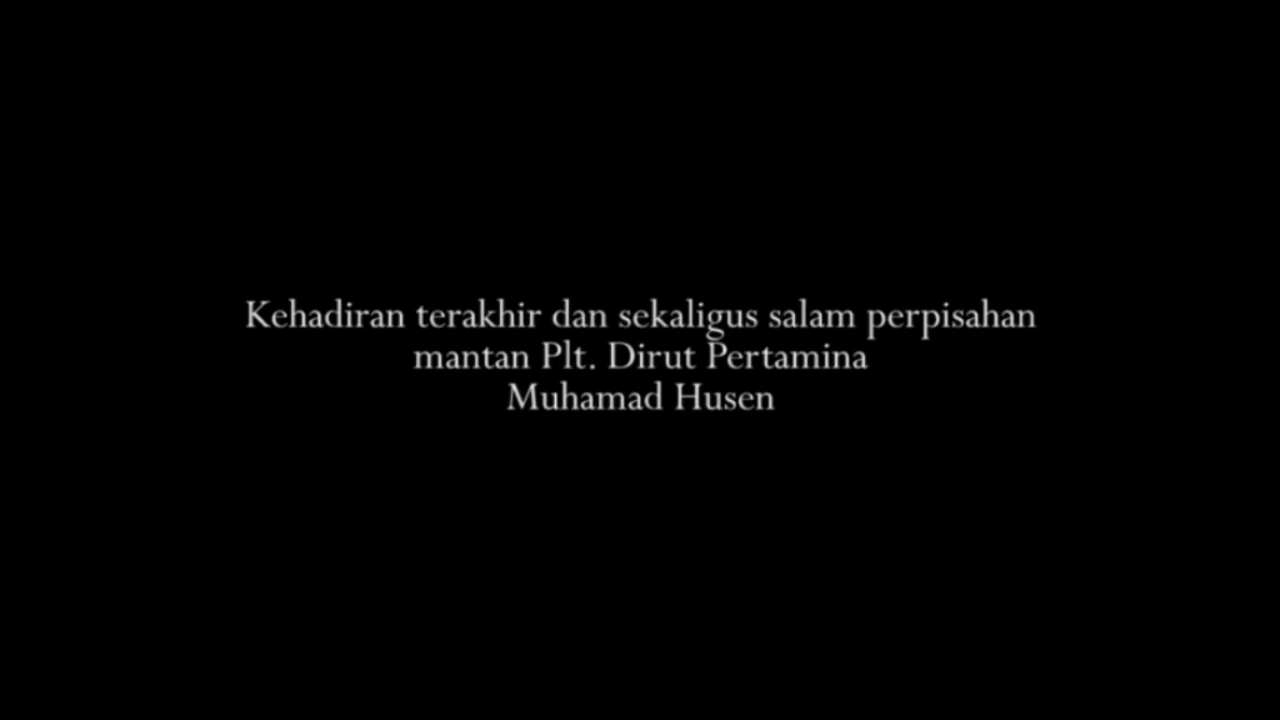 Kehadiran terakhir dan sekaligus salam perpisahan
mantan Plt. Dirut Pertamina
Muhamad Husen